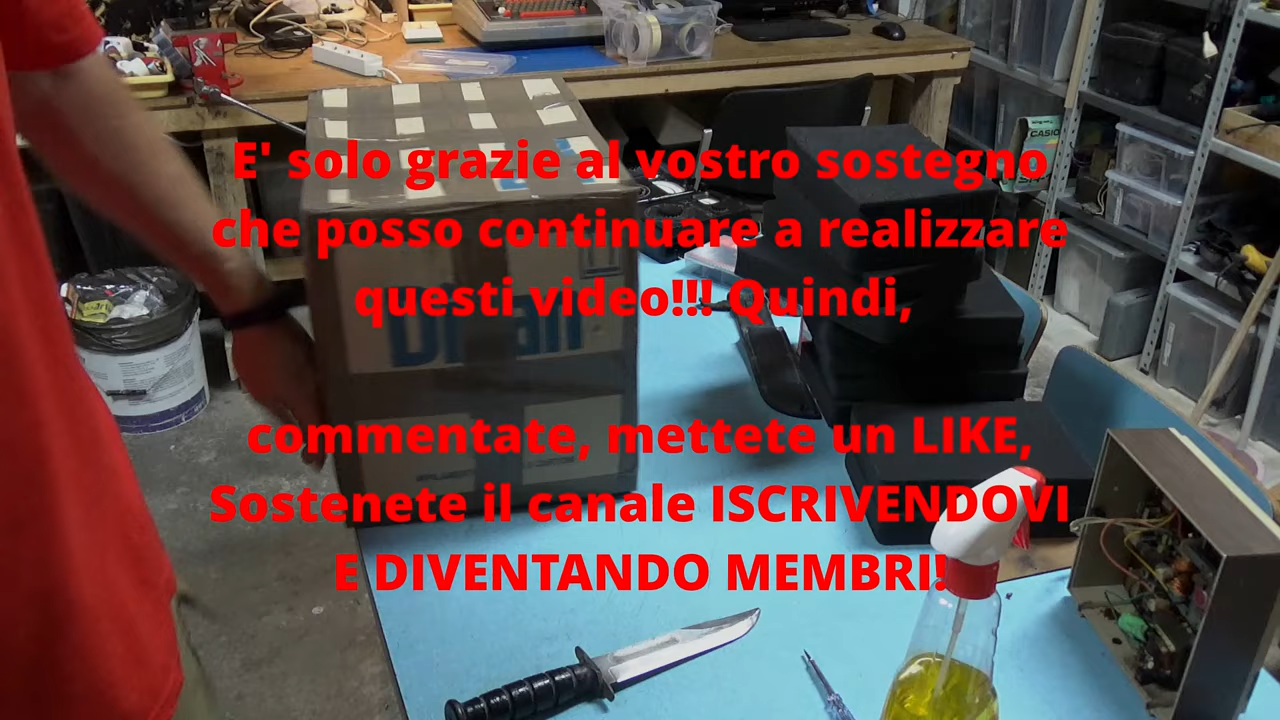 E' solo grazie al vostro sostegno
che posso continuare a realizzare
questi video!!! Quindi,
commentate, mettete un LIKE,
Sostenete il canale ISCRIVENDOVI
E DIVENTANDO MEMBRI!
CASIO